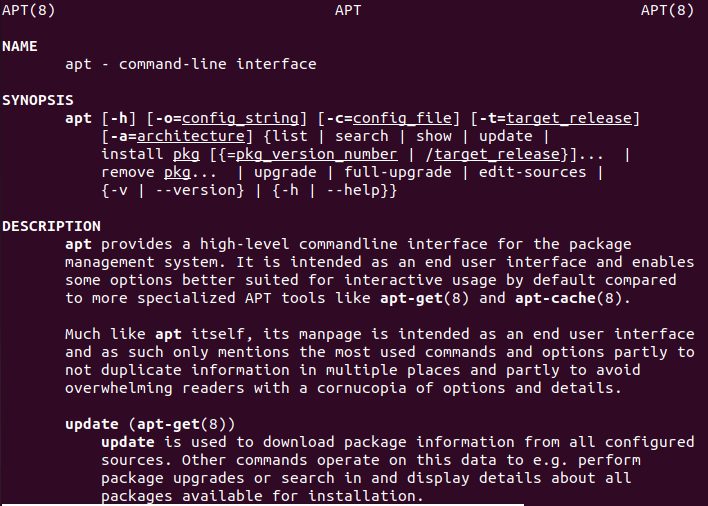 APT(8) APT APT(8)
NAME
apt - command-line interface
SYNOPSIS
apt [-h] [-o=config_string] [-c=config_file] [-t=target_release]
[-a=architecture] {list | search | show | update |
install pkg [{=pkg_version_number | /target_release}]... |
remove pkg... | upgrade | full-upgrade | edit-sources |
{-v | --version} | {-h | --help}}
DESCRIPTION
apt provides a high-level commandline interface for the package
management system. It is intended as an end user interface and enables
some options better suited for interactive usage by default compared
to more specialized APT tools like apt-get(8) and apt-cache(8).
Much like apt itself, its manpage is intended as an end user interface
and as such only mentions the most used commands and options partly to
not duplicate information in multiple places and partly to avoid
overwhelming readers with a cornucopia of options and details.
update (apt-get(8))
update is used to download package information from all configured
sources. Other commands operate on this data to e.g. perform
package upgrades or search in and display details about all
packages available for installation.